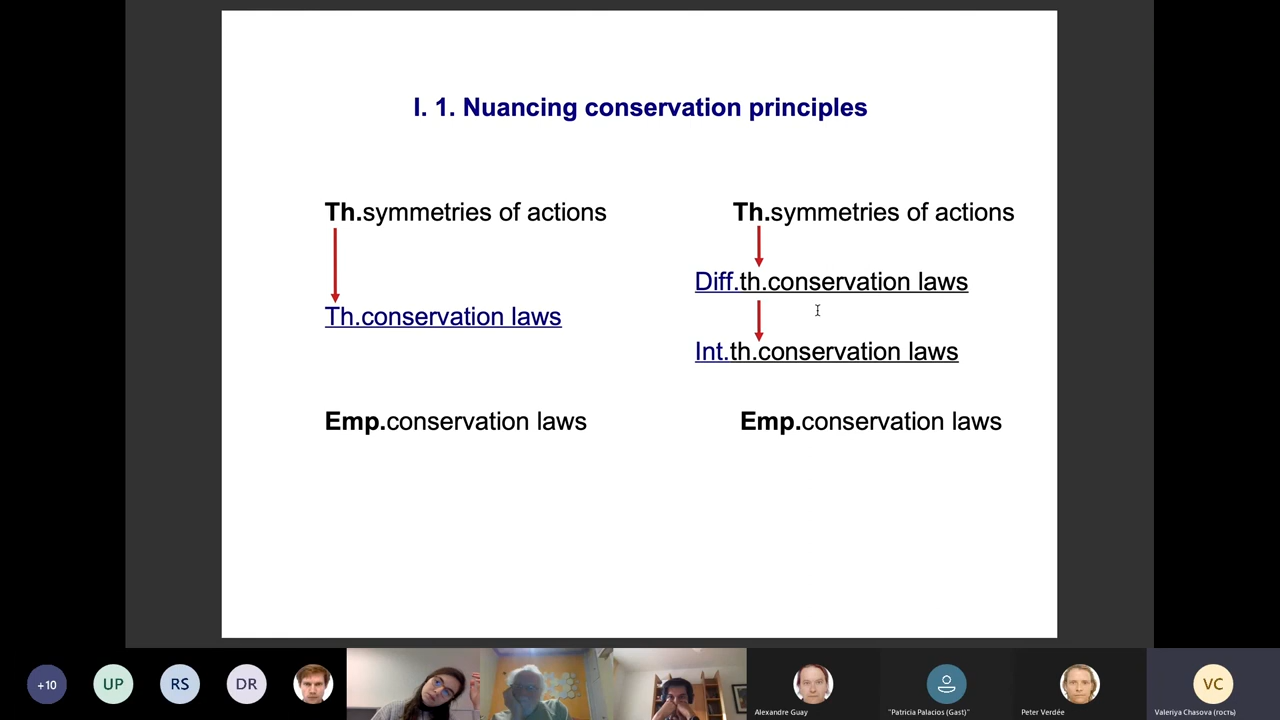 I. 1. Nuancing conservation principles
Th.symmetries of actions
Th.conservation laws
Emp.conservation laws
Th.symmetries of actions
Diff.th.conservation laws
Int.th.conservation laws
Emp.conservation laws
+10
UP
RS
DR
Alexandre Guay
"Patricia Palacios (Gast)"
Peter Verdée
VC
Valeriya Chasova (гость)